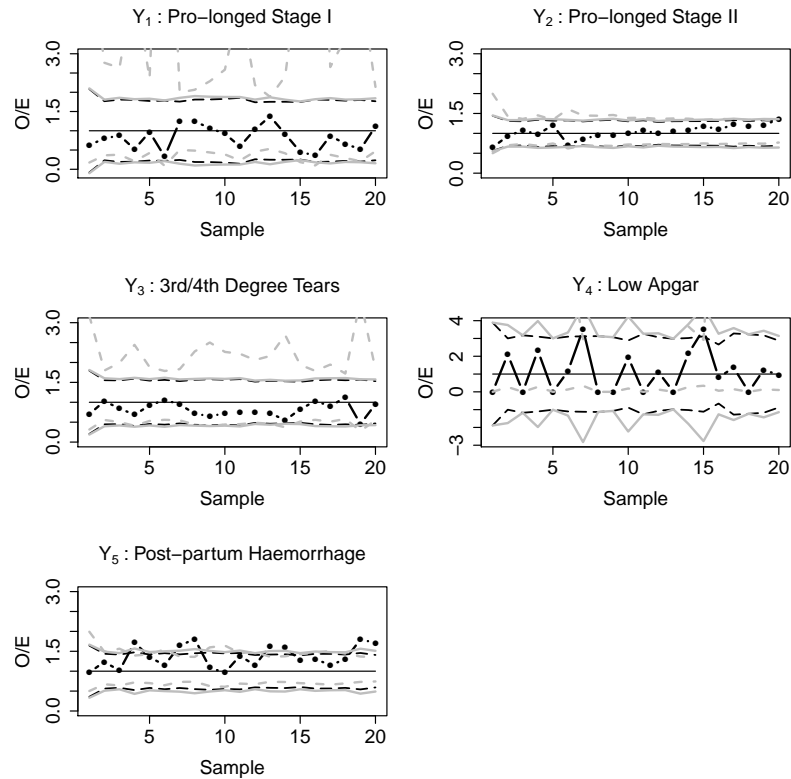 Y1 : Pro−longed Stage I
O/E
0.0 1.5 3.0
5 10 15 20
Sample
Y2 : Pro−longed Stage II
O/E
0.0 1.5 3.0
5 10 15 20
Sample
Y3 : 3rd/4th Degree Tears
O/E
0.0 1.5 3.0
5 10 15 20
Sample
Y4 : Low Apgar
O/E
−3 0 2 4
5 10 15 20
Sample
Y5 : Post−partum Haemorrhage
O/E
0.0 1.5 3.0
5 10 15 20
Sample